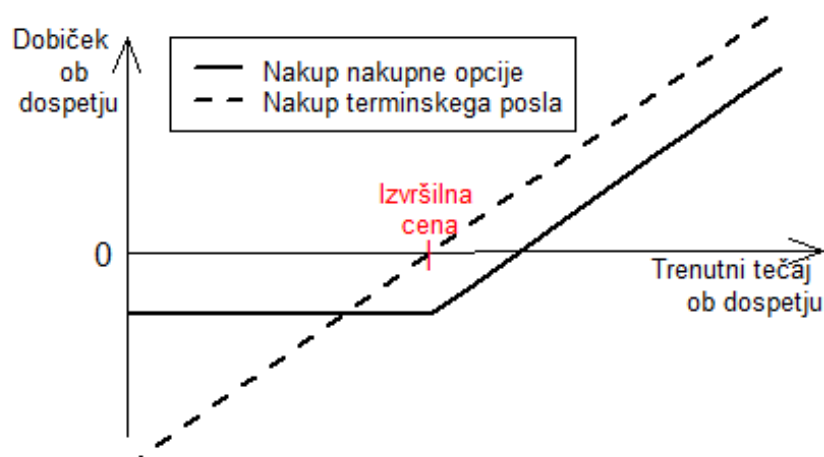 Dobiček
ob
dospetju
Nakup nakupne opcije
Nakup terminskega posla
Izvršilna
cena
0
Trenutni tečaj
ob dospetju